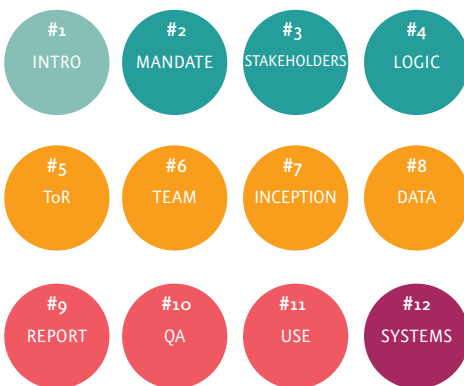 #1
INTRO
#2
MANDATE
#3
STAKEHOLDERS
#4
LOGIC
#5
ToR
#6
TEAM
#7
INCEPTION
#8
DATA
#9
REPORT
#10
QA
#11
USE
#12
SYSTEMS